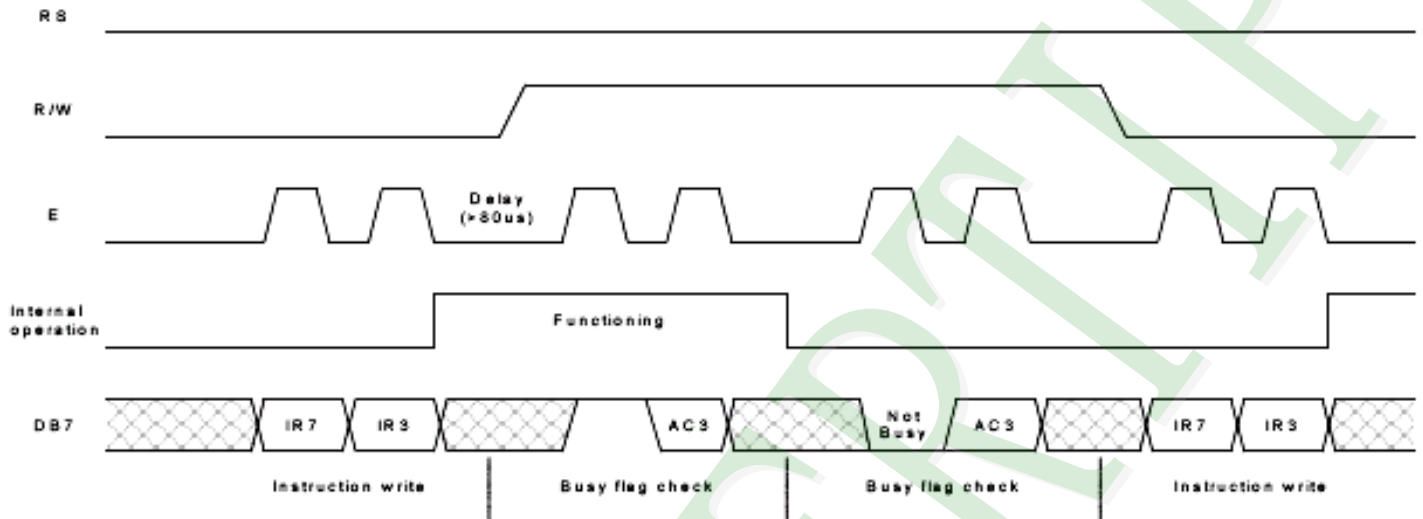 RS
R/W
E
Delay
(>80us)
Internal
operation
Functioning
DB7
IR7
IR3
AC3
Not
Busy
AC3
IR7
IR3
Instruction write
Busy flag check
Busy flag check
Instruction write